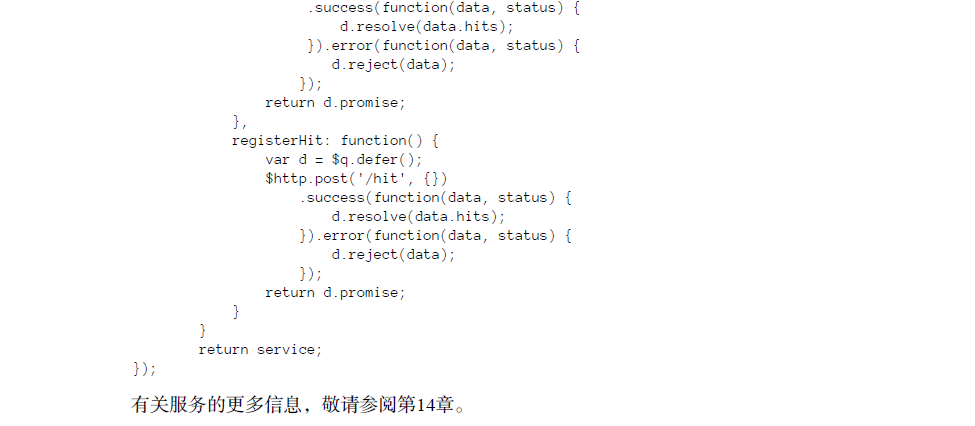 .success(function(data, status) {
d.resolve(data.hits);
}).error(function(data, status) {
d.reject(data);
});
return d.promise;
},
registerHit: function() {
var d = $q.defer();
$http.post('/hit', {})
.success(function(data, status) {
d.resolve(data.hits);
}).error(function(data, status) {
d.reject(data);
});
return d.promise;
}
}
return service;
});
有关服务的更多信息，敬请参阅第14章。